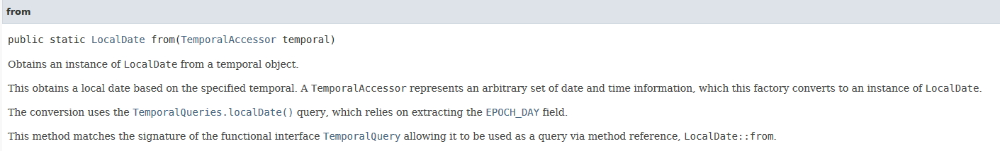 from
public static LocalDate from(TemporalAccessor temporal)
Obtains an instance of LocalDate from a temporal object.
This obtains a local date based on the specified temporal. A TemporalAccessor represents an arbitrary set of date and time information, which this factory converts to an instance of LocalDate.
The conversion uses the TemporalQueries.localDate() query, which relies on extracting the EPOCH_DAY field.
This method matches the signature of the functional interface TemporalQuery allowing it to be used as a query via method reference, LocalDate::from.